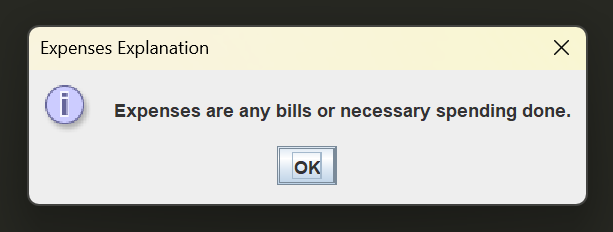 Expenses Explanation
Expenses are any bills or necessary spending done.
OK